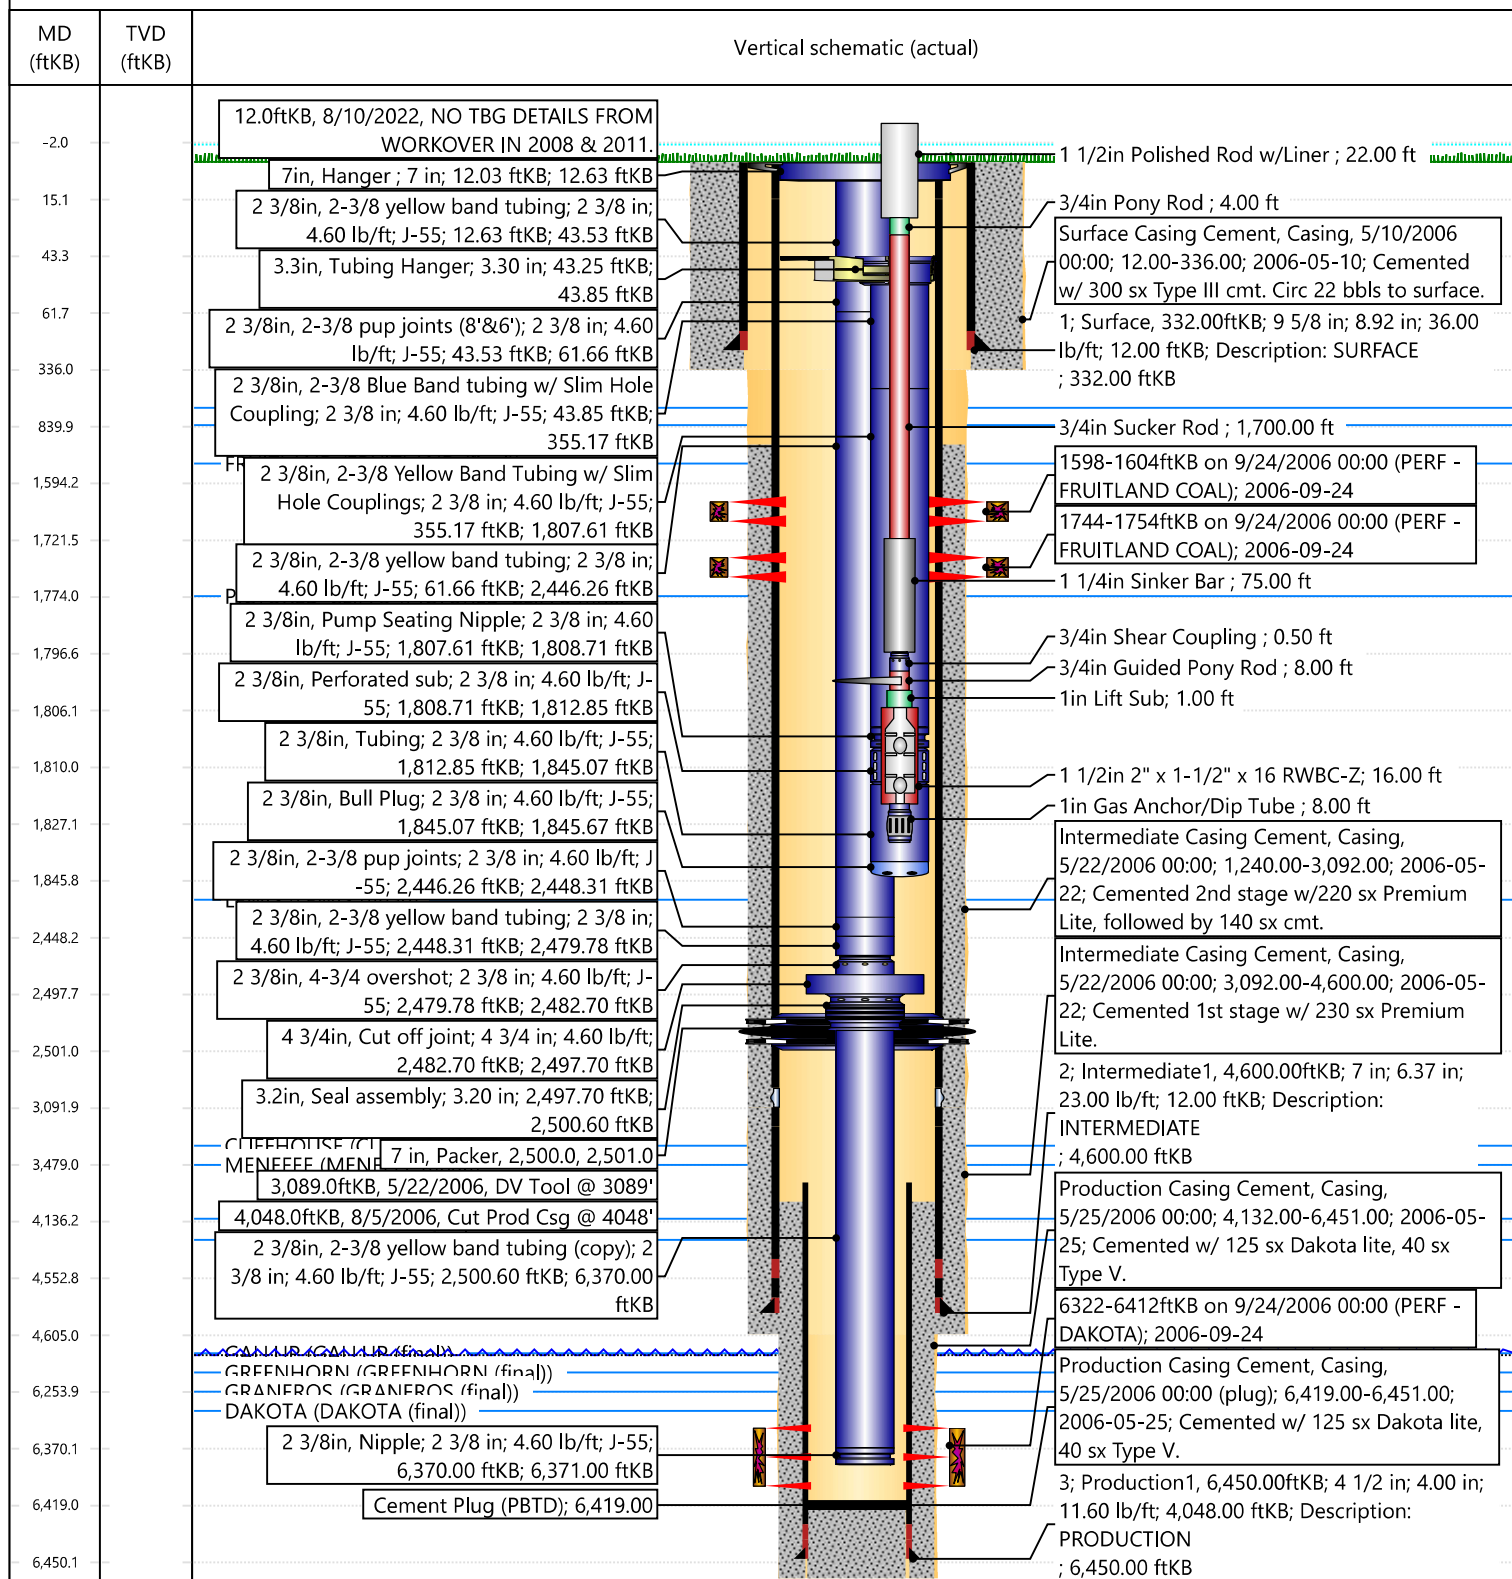 MD
(ftKB)
TVD
(ftKB)
Vertical schematic (actual)
-2.0
15.1
43.3
61.7
336.0
839.9
1,594.2
1,721.5
1,774.0
1,796.6
1,806.1
1,810.0
1,827.1
1,845.8
2,448.2
2,497.7
2,501.0
3,091.9
3,479.0
4,136.2
4,552.8
4,605.0
6,253.9
6,370.1
6,419.0
6,450.1
12.0ftKB, 8/10/2022, NO TBG DETAILS FROM
WORKOVER IN 2008 & 2011.
7in, Hanger ; 7 in; 12.03 ftKB; 12.63 ftKB
2 3/8in, 2-3/8 yellow band tubing; 2 3/8 in;
4.60 lb/ft; J-55; 12.63 ftKB; 43.53 ftKB
3.3in, Tubing Hanger; 3.30 in; 43.25 ftKB;
43.85 ftKB
2 3/8in, 2-3/8 pup joints (8'&6'); 2 3/8 in; 4.60
lb/ft; J-55; 43.53 ftKB; 61.66 ftKB
2 3/8in, 2-3/8 Blue Band tubing w/ Slim Hole
Coupling; 2 3/8 in; 4.60 lb/ft; J-55; 43.85 ftKB;
355.17 ftKB
2 3/8in, 2-3/8 Yellow Band Tubing w/ Slim
Hole Couplings; 2 3/8 in; 4.60 lb/ft; J-55;
355.17 ftKB; 1,807.61 ftKB
2 3/8in, 2-3/8 yellow band tubing; 2 3/8 in;
4.60 lb/ft; J-55; 61.66 ftKB; 2,446.26 ftKB
2 3/8in, Pump Seating Nipple; 2 3/8 in; 4.60
lb/ft; J-55; 1,807.61 ftKB; 1,808.71 ftKB
2 3/8in, Perforated sub; 2 3/8 in; 4.60 lb/ft; J-
55; 1,808.71 ftKB; 1,812.85 ftKB
2 3/8in, Tubing; 2 3/8 in; 4.60 lb/ft; J-55;
1,812.85 ftKB; 1,845.07 ftKB
2 3/8in, Bull Plug; 2 3/8 in; 4.60 lb/ft; J-55;
1,845.07 ftKB; 1,845.67 ftKB
2 3/8in, 2-3/8 pup joints; 2 3/8 in; 4.60 lb/ft; J
-55; 2,446.26 ftKB; 2,448.31 ftKB
2 3/8in, 2-3/8 yellow band tubing; 2 3/8 in;
4.60 lb/ft; J-55; 2,448.31 ftKB; 2,479.78 ftKB
2 3/8in, 4-3/4 overshot; 2 3/8 in; 4.60 lb/ft; J-
55; 2,479.78 ftKB; 2,482.70 ftKB
4 3/4in, Cut off joint; 4 3/4 in; 4.60 lb/ft;
2,482.70 ftKB; 2,497.70 ftKB
3.2in, Seal assembly; 3.20 in; 2,497.70 ftKB;
2,500.60 ftKB
CLIFFHOUSE
MENEFEE
7 in, Packer, 2,500.0, 2,501.0
3,089.0ftKB, 5/22/2006, DV Tool @ 3089'
4,048.0ftKB, 8/5/2006, Cut Prod Csg @ 4048'
2 3/8in, 2-3/8 yellow band tubing (copy); 2
3/8 in; 4.60 lb/ft; J-55; 2,500.60 ftKB; 6,370.00
ftKB
GALLUP (GALLUP (final))
GREENHORN (GREENHORN (final))
GRANEROS (GRANEROS (final))
DAKOTA (DAKOTA (final))
2 3/8in, Nipple; 2 3/8 in; 4.60 lb/ft; J-55;
6,370.00 ftKB; 6,371.00 ftKB
Cement Plug (PBTD); 6,419.00
1 1/2in Polished Rod w/Liner ; 22.00 ft
3/4in Pony Rod ; 4.00 ft
Surface Casing Cement, Casing, 5/10/2006
00:00; 12.00-336.00; 2006-05-10; Cemented
w/ 300 sx Type III cmt. Circ 22 bbls to surface.
1; Surface, 332.00ftKB; 9 5/8 in; 8.92 in; 36.00
lb/ft; 12.00 ftKB; Description: SURFACE
; 332.00 ftKB
3/4in Sucker Rod ; 1,700.00 ft
1598-1604ftKB on 9/24/2006 00:00 (PERF -
FRUITLAND COAL); 2006-09-24
1744-1754ftKB on 9/24/2006 00:00 (PERF -
FRUITLAND COAL); 2006-09-24
1 1/4in Sinker Bar ; 75.00 ft
3/4in Shear Coupling ; 0.50 ft
3/4in Guided Pony Rod ; 8.00 ft
1in Lift Sub; 1.00 ft
1 1/2in 2" x 1-1/2" x 16 RWBC-Z; 16.00 ft
1in Gas Anchor/Dip Tube ; 8.00 ft
Intermediate Casing Cement, Casing,
5/22/2006 00:00; 1,240.00-3,092.00; 2006-05-
22; Cemented 2nd stage w/220 sx Premium
Lite, followed by 140 sx cmt.
Intermediate Casing Cement, Casing,
5/22/2006 00:00; 3,092.00-4,600.00; 2006-05-
22; Cemented 1st stage w/ 230 sx Premium
Lite.
2; Intermediate1, 4,600.00ftKB; 7 in; 6.37 in;
23.00 lb/ft; 12.00 ftKB; Description:
INTERMEDIATE
; 4,600.00 ftKB
Production Casing Cement, Casing,
5/25/2006 00:00; 4,132.00-6,451.00; 2006-05-
25; Cemented w/ 125 sx Dakota lite, 40 sx
Type V.
6322-6412ftKB on 9/24/2006 00:00 (PERF -
DAKOTA); 2006-09-24
Production Casing Cement, Casing,
5/25/2006 00:00 (plug); 6,419.00-6,451.00;
2006-05-25; Cemented w/ 125 sx Dakota lite,
40 sx Type V.
3; Production1, 6,450.00ftKB; 4 1/2 in; 4.00 in;
11.60 lb/ft; 4,048.00 ftKB; Description:
PRODUCTION
; 6,450.00 ftKB